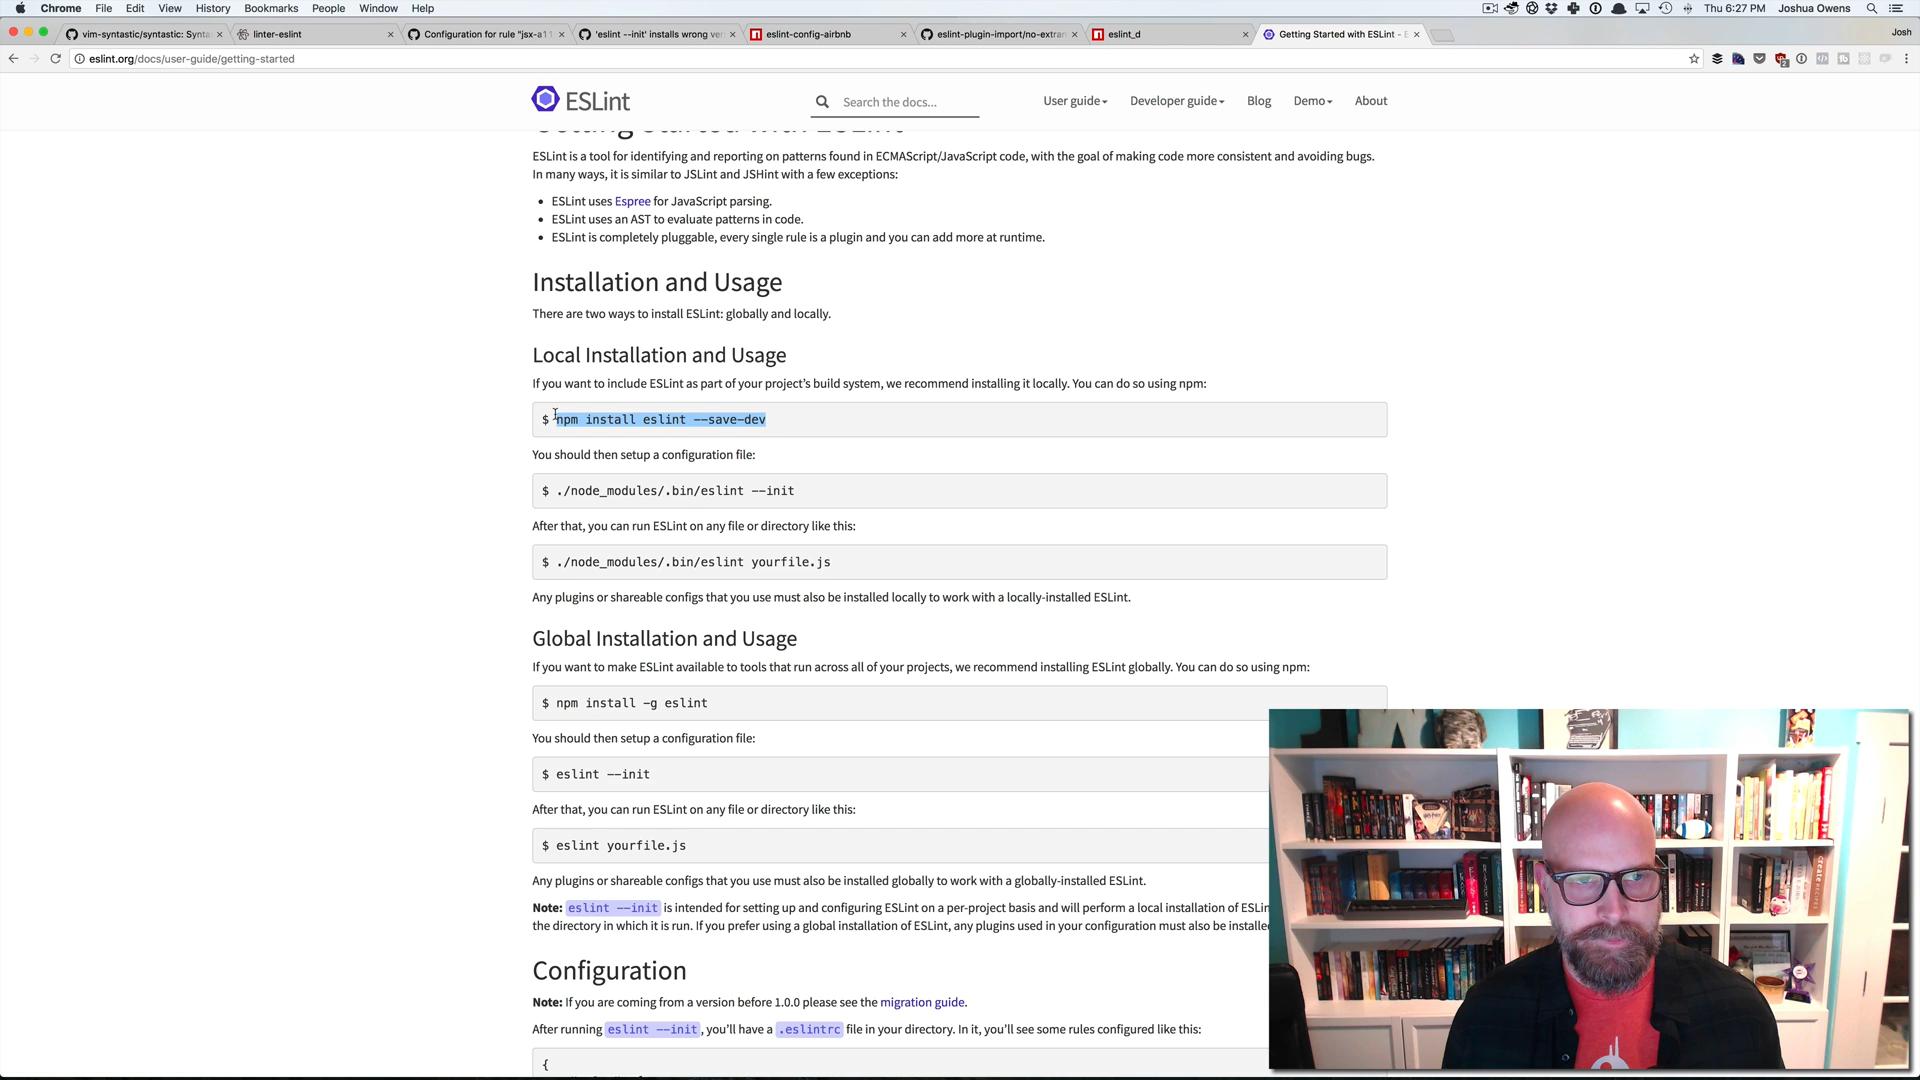 Chrome File Edit View History Bookmarks People Window Help Thu 6:27 PM Joshua Owens
vim-syntastic/syntastic: Synta linter-eslint Configuration for rule "jsx-a11 'eslint --init' installs wrong ver eslint-config-airbnb eslint-plugin-import/no-extran eslint_d Getting Started with ESLint - E Josh
eslint.org/docs/user-guide/getting-started
ESLint Search the docs... User guide Developer guide Blog Demo About
Getting Started with ESLint
ESLint is a tool for identifying and reporting on patterns found in ECMAScript/JavaScript code, with the goal of making code more consistent and avoiding bugs.
In many ways, it is similar to JSLint and JSHint with a few exceptions:
• ESLint uses Espree for JavaScript parsing.
• ESLint uses an AST to evaluate patterns in code.
• ESLint is completely pluggable, every single rule is a plugin and you can add more at runtime.
Installation and Usage
There are two ways to install ESLint: globally and locally.
Local Installation and Usage
If you want to include ESLint as part of your project's build system, we recommend installing it locally. You can do so using npm:
$ npm install eslint --save-dev
You should then setup a configuration file:
$ ./node_modules/.bin/eslint --init
After that, you can run ESLint on any file or directory like this:
$ ./node_modules/.bin/eslint yourfile.js
Any plugins or shareable configs that you use must also be installed locally to work with a locally-installed ESLint.
Global Installation and Usage
If you want to make ESLint available to tools that run across all of your projects, we recommend installing ESLint globally. You can do so using npm:
$ npm install -g eslint
You should then setup a configuration file:
$ eslint --init
After that, you can run ESLint on any file or directory like this:
$ eslint yourfile.js
Any plugins or shareable configs that you use must also be installed globally to work with a globally-installed ESLint.
Note: eslint --init is intended for setting up and configuring ESLint on a per-project basis and will perform a local installation of ESLin
the directory in which it is run. If you prefer using a global installation of ESLint, any plugins used in your configuration must also be installe
Configuration
Note: If you are coming from a version before 1.0.0 please see the migration guide.
After running eslint --init, you'll have a .eslintrc file in your directory. In it, you'll see some rules configured like this:
{